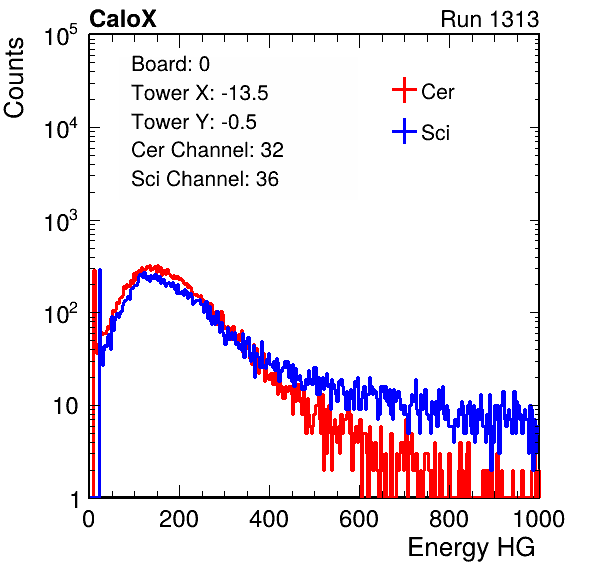 CaloX Run 1313
Counts
10^5
10^4
10^3
10^2
10
1
Board: 0
Tower X: -13.5
Tower Y: -0.5
Cer Channel: 32
Sci Channel: 36
Cer
Sci
0 200 400 600 800 1000
Energy HG